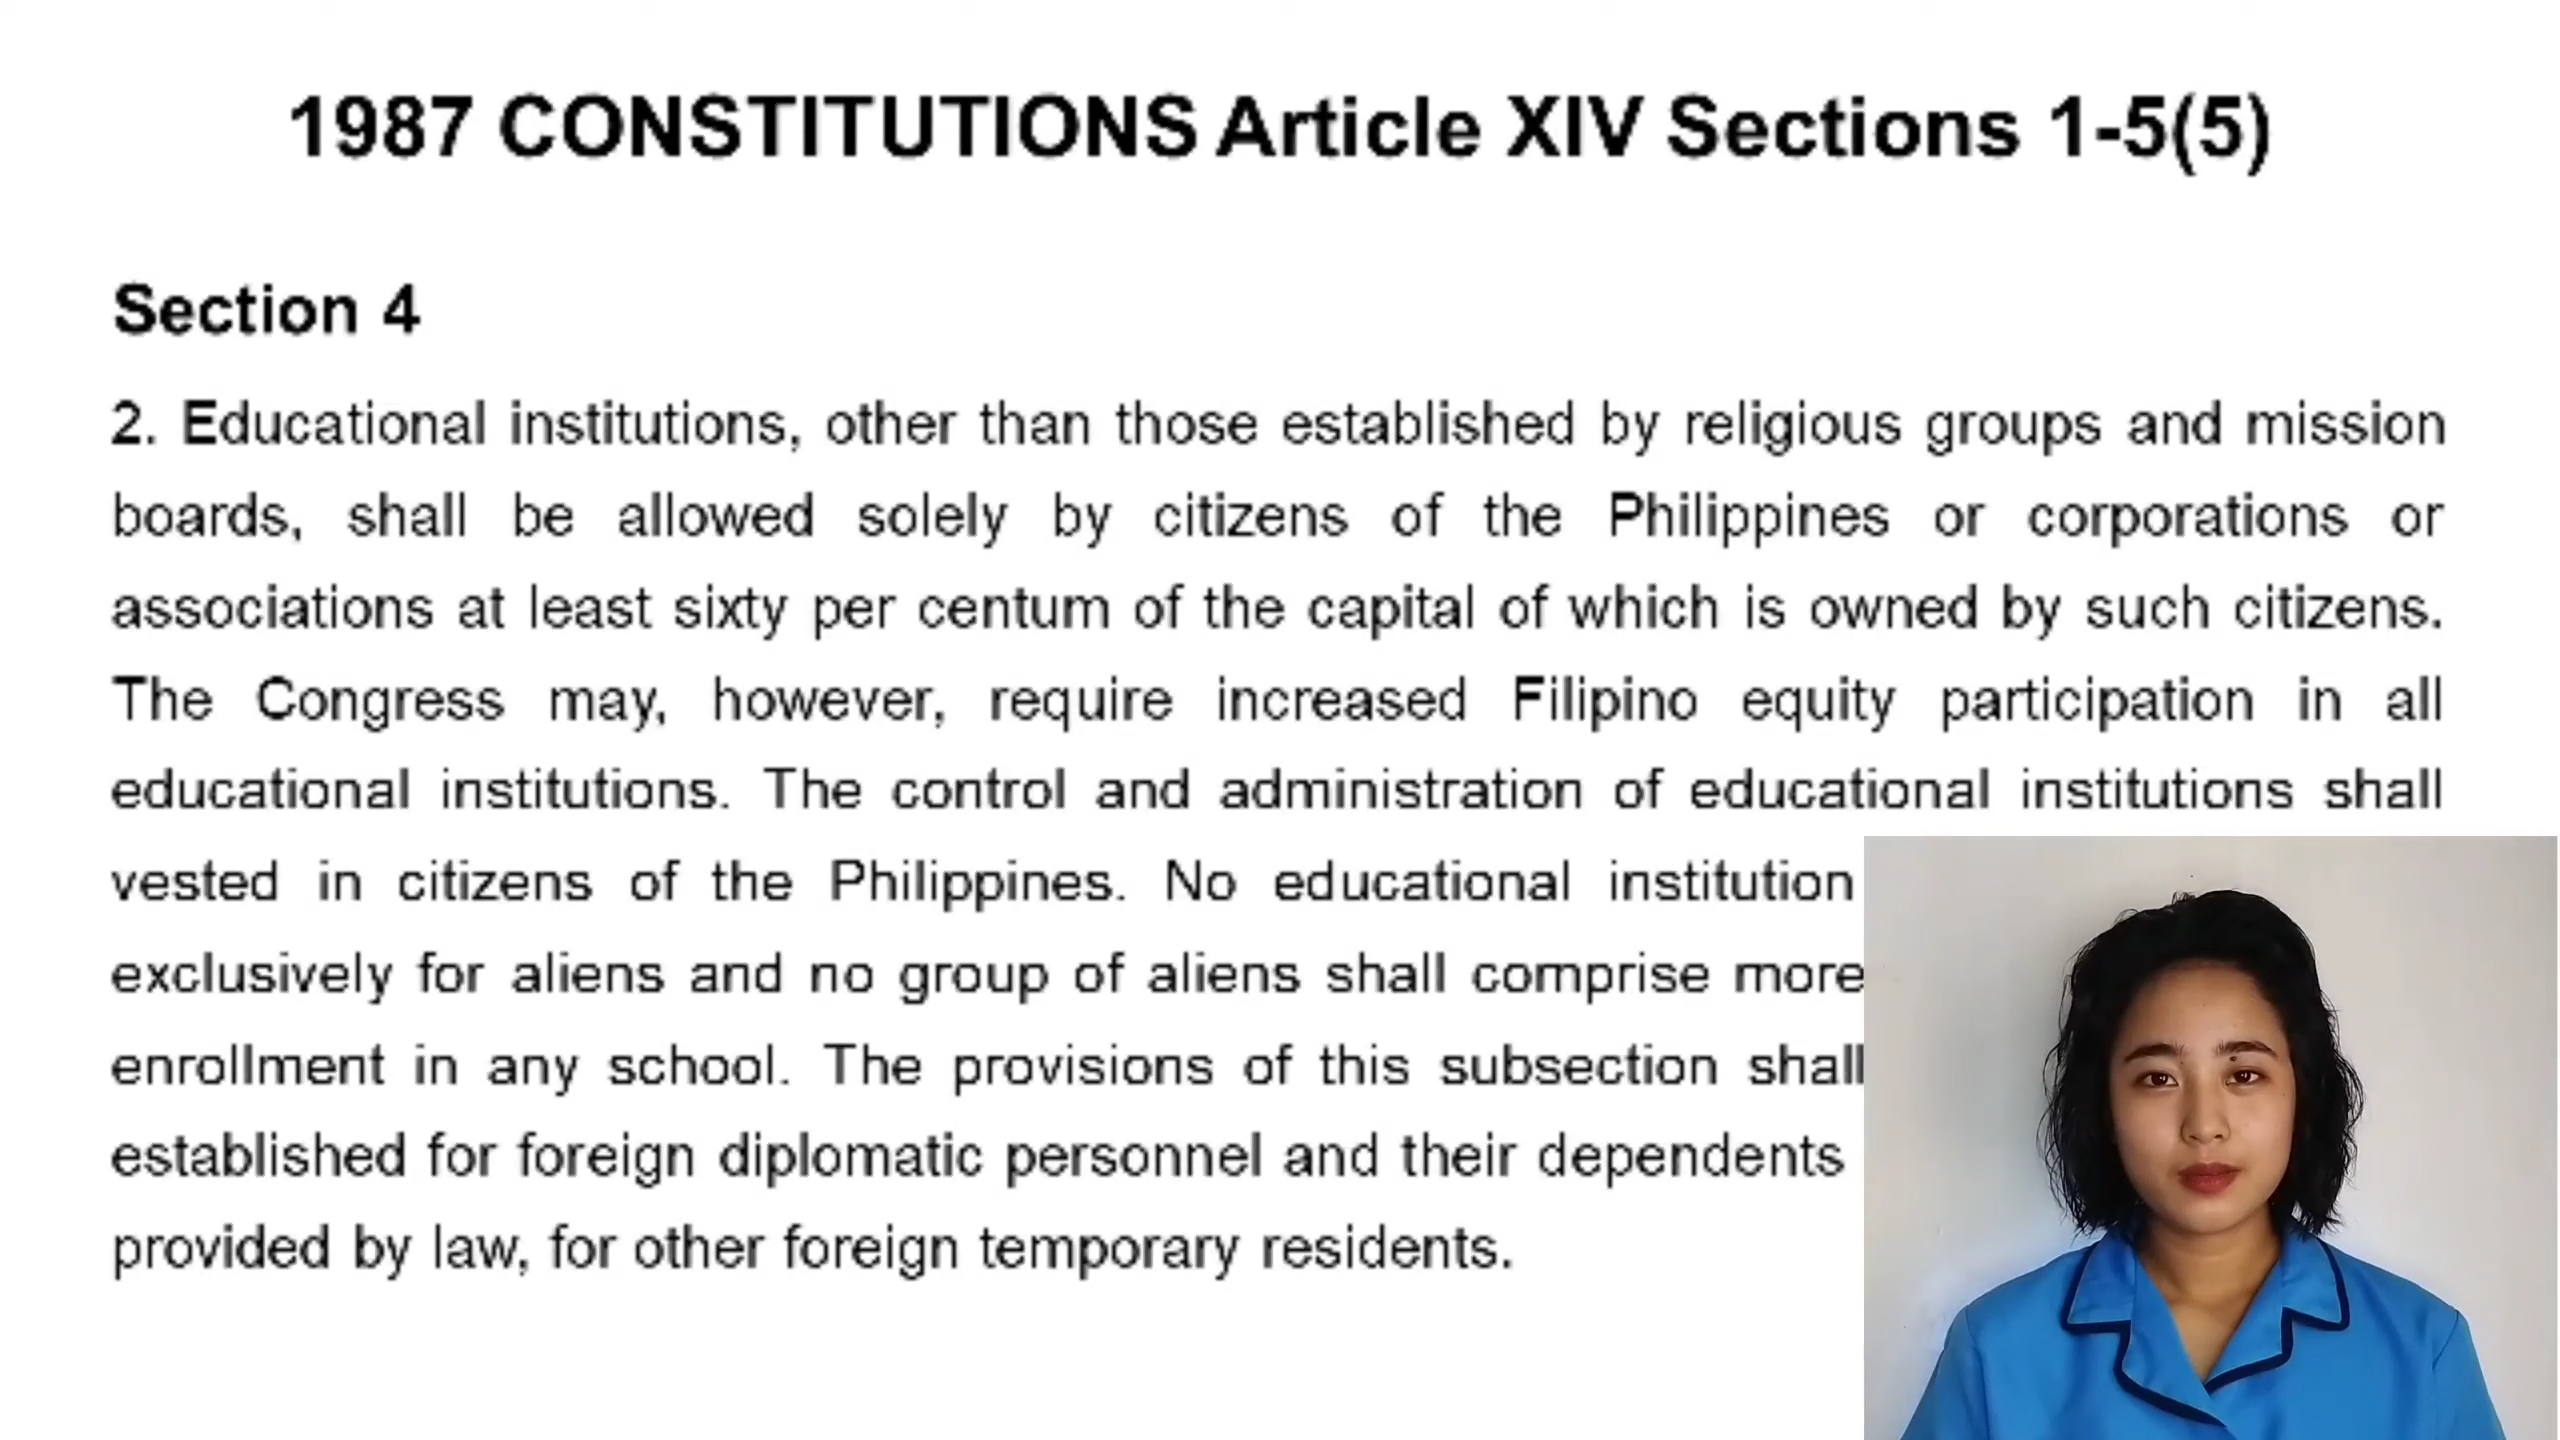 1987 CONSTITUTIONS Article XIV Sections 1-5(5)
Section 4
2. Educational institutions, other than those established by religious groups and mission
boards, shall be allowed solely by citizens of the Philippines or corporations or
associations at least sixty per centum of the capital of which is owned by such citizens.
The Congress may, however, require increased Filipino equity participation in all
educational institutions. The control and administration of educational institutions shall
vested in citizens of the Philippines. No educational institution
exclusively for aliens and no group of aliens shall comprise more
enrollment in any school. The provisions of this subsection shall
established for foreign diplomatic personnel and their dependents
provided by law, for other foreign temporary residents.